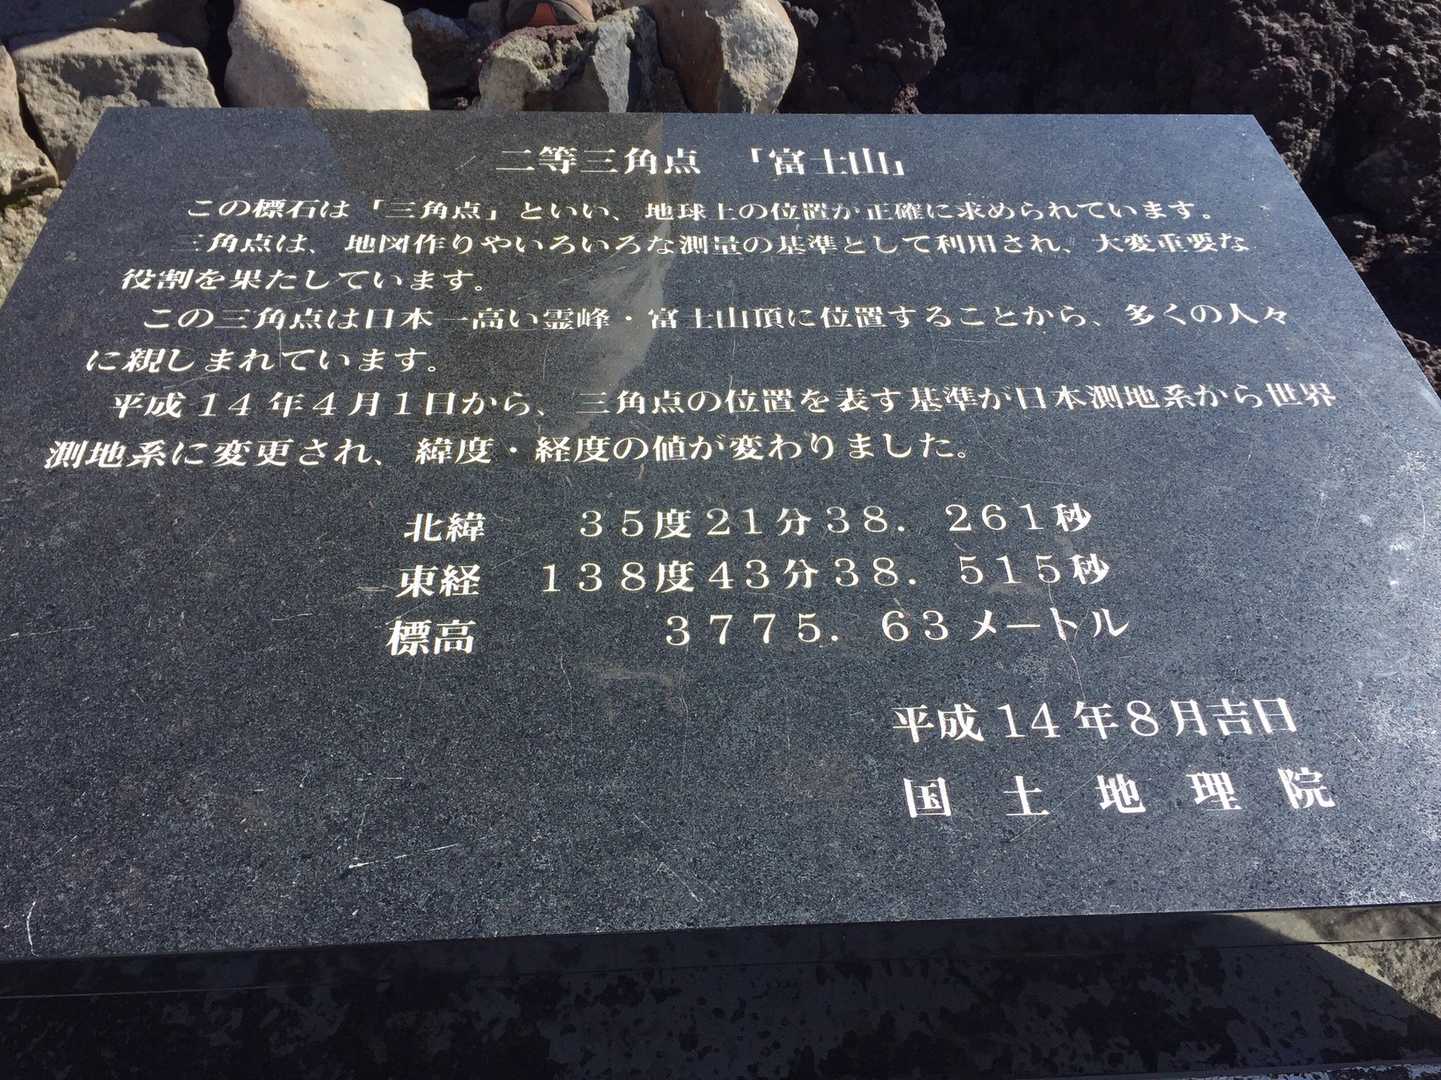 二等三角点 「富士山」
この標石は「三角点」といい、地球上の位置が正確に求められています。
三角点は、地図作りやいろいろな測量の基準として利用され、大変重要な
役割を果たしています。
この三角点は日本一高い霊峰・富士山頂に位置することから、多くの人々
に親しまれています。
平成14年4月1日から、三角点の位置を表す基準が日本測地系から世界
測地系に変更され、緯度・経度の値が変わりました。
北緯 35度21分38.261秒
東経 138度43分38.515秒
標高 3775.63メートル
平成14年8月吉日
国土地理院